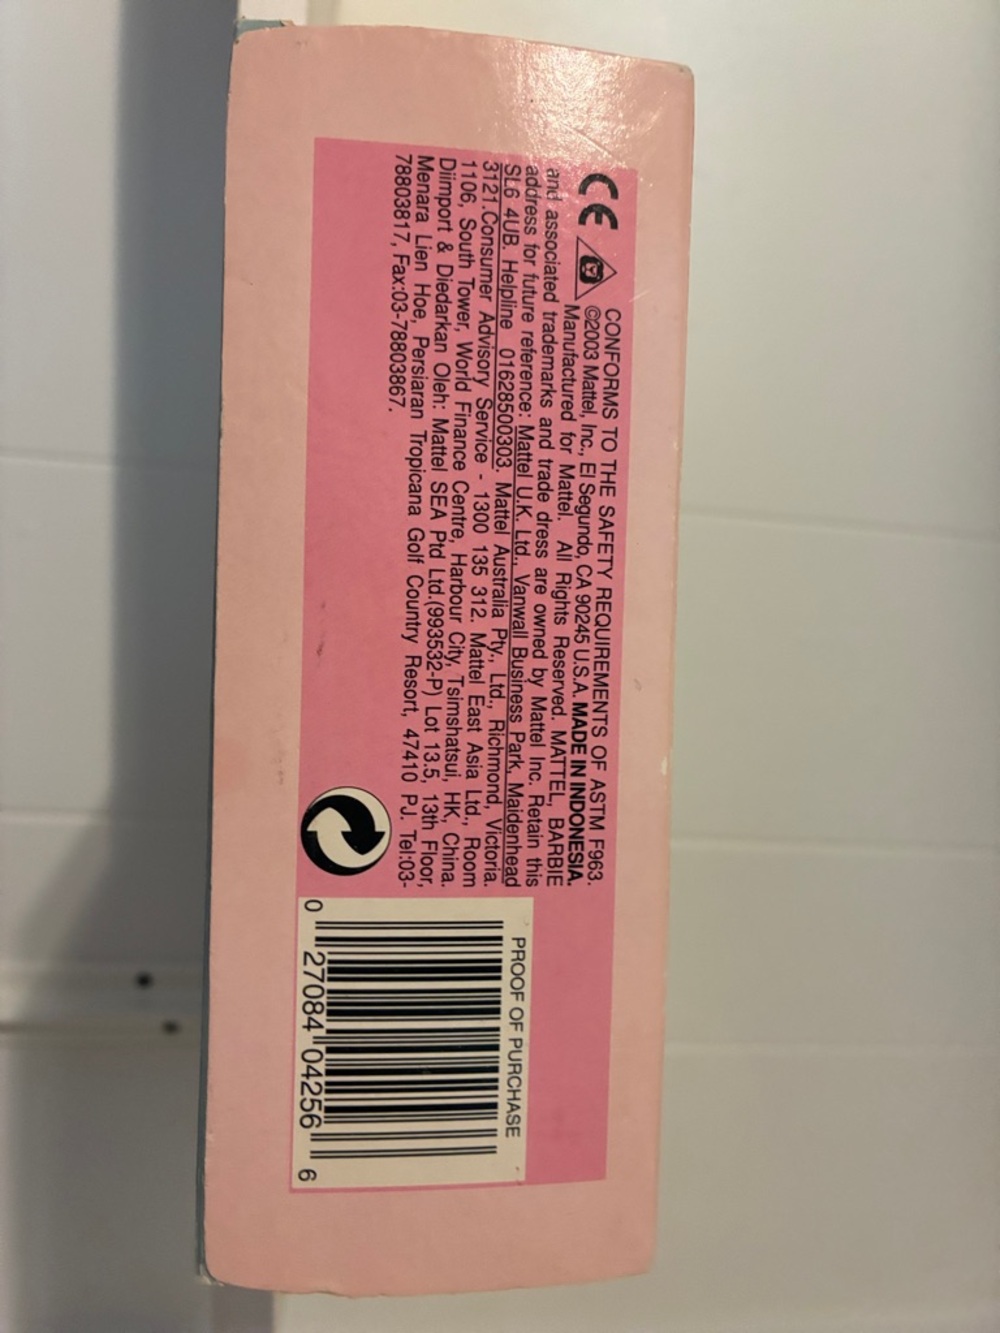 CE CONFORMS TO THE SAFETY REQUIREMENTS OF ASTM F963.
©2003 Mattel, Inc., El Segundo, CA 90245 U.S.A. MADE IN INDONESIA.
Manufactured for Mattel. All Rights Reserved. MATTEL, BARBIE
and associated trademarks and trade dress are owned by Mattel Inc. Retain this
address for future reference: Mattel U.K. Ltd., Vanwall Business Park, Maidenhead
SL6 4UB. Helpline 01628500303. Mattel Australia Pty., Ltd., Richmond, Victoria.
3121.Consumer Advisory Service - 1300 135 312. Mattel East Asia Ltd., Room
1106, South Tower, World Finance Centre, Harbour City, Tsimshatsui, HK, China.
Diimport & Diedarkan Oleh: Mattel SEA Ptd Ltd.(993532-P) Lot 13.5, 13th Floor,
Menara Lien Hoe, Persiaran Tropicana Golf Country Resort, 47410 PJ. Tel:03-
78803817, Fax:03-78803867.
PROOF OF PURCHASE
0 27084 04256 6